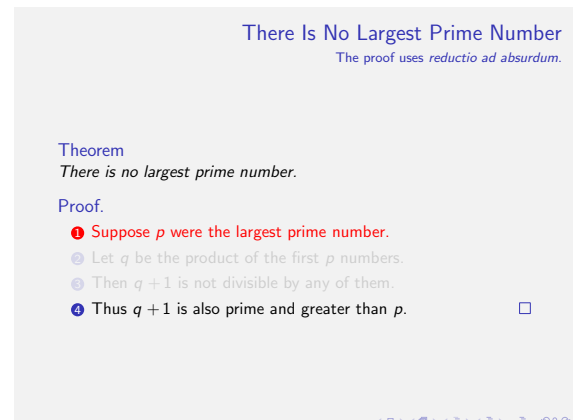 There Is No Largest Prime Number
The proof uses reductio ad absurdum.
Theorem
There is no largest prime number.
Proof.
1 Suppose p were the largest prime number.
2 Let q be the product of the first p numbers.
3 Then q + 1 is not divisible by any of them.
4 Thus q + 1 is also prime and greater than p.